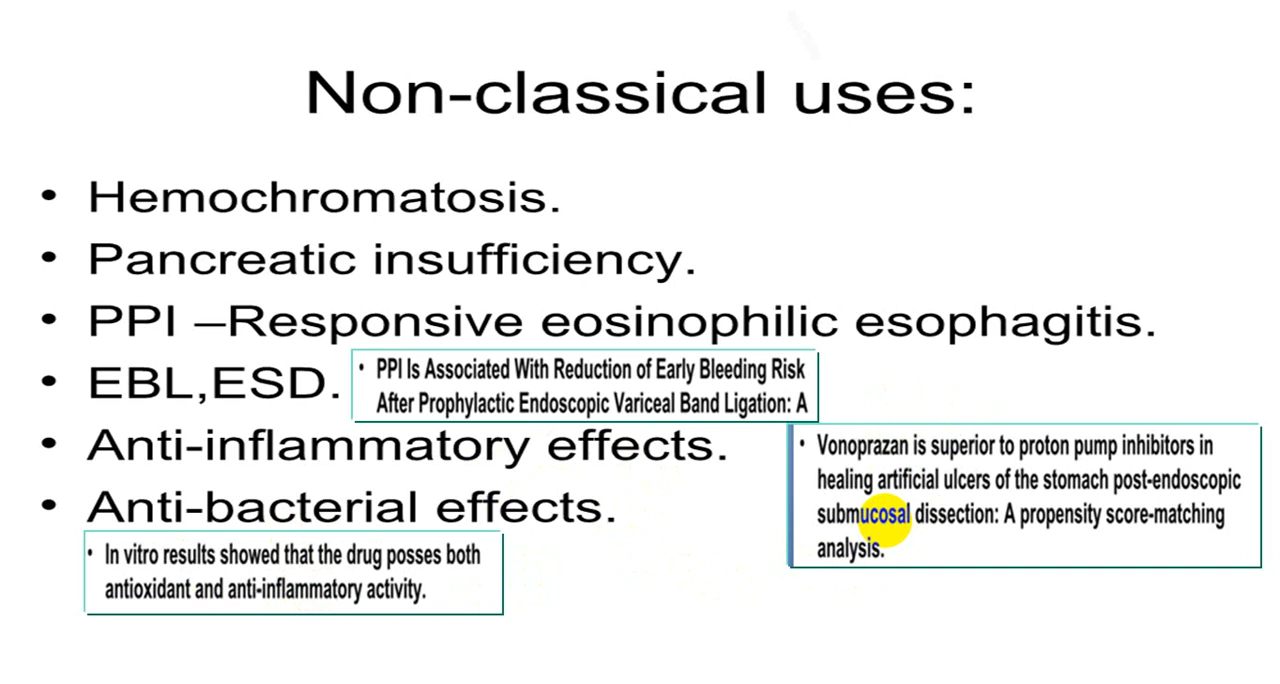 Non-classical uses:
• Hemochromatosis.
• Pancreatic insufficiency.
• PPI –Responsive eosinophilic esophagitis.
• EBL,ESD.
• PPI Is Associated With Reduction of Early Bleeding Risk
After Prophylactic Endoscopic Variceal Band Ligation: A
• Anti-inflammatory effects.
• Vonoprazan is superior to proton pump inhibitors in
healing artificial ulcers of the stomach post-endoscopic
submucosal dissection: A propensity score-matching
analysis.
• Anti-bacterial effects.
• In vitro results showed that the drug posses both
antioxidant and anti-inflammatory activity.